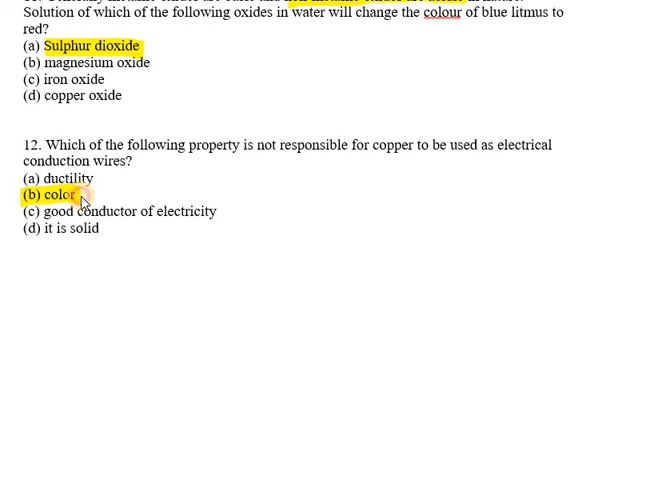 Solution of which of the following oxides in water will change the colour of blue litmus to
red?
(a) Sulphur dioxide
(b) magnesium oxide
(c) iron oxide
(d) copper oxide
12. Which of the following property is not responsible for copper to be used as electrical
conduction wires?
(a) ductility
(b) color
(c) good conductor of electricity
(d) it is solid